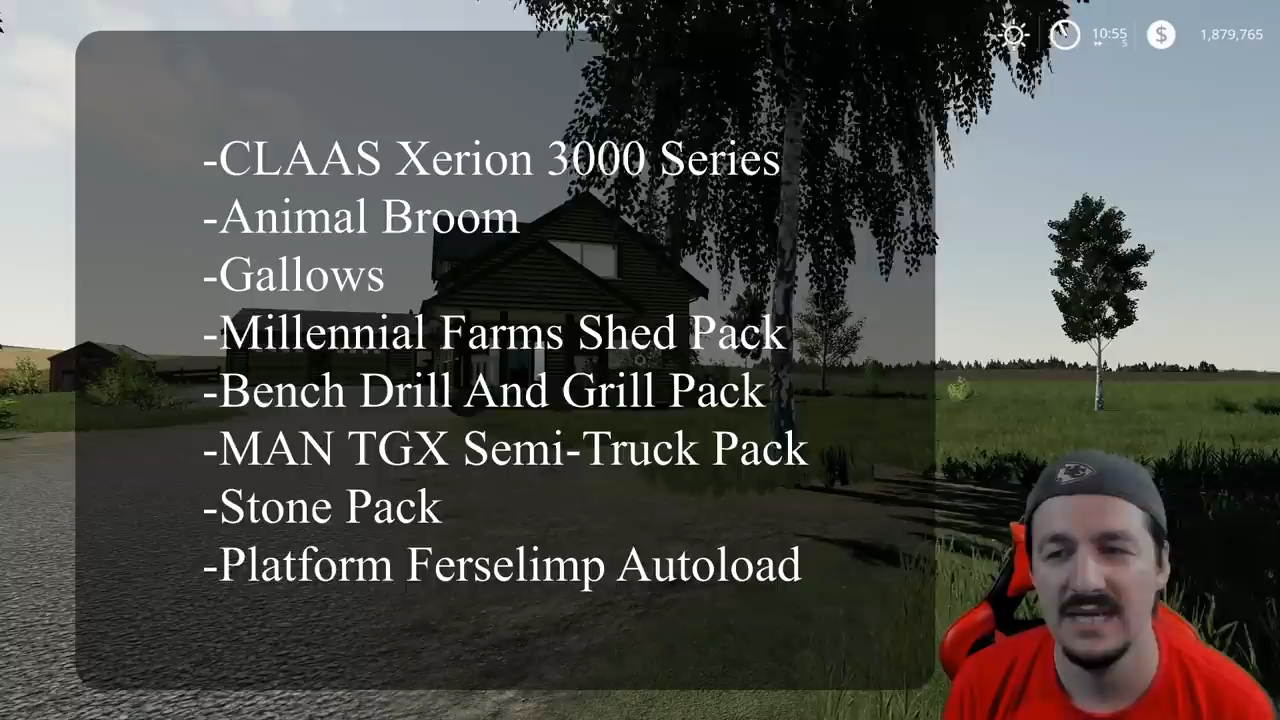 10:55
5
$
1,879,765
-CLAAS Xerion 3000 Series
-Animal Broom
-Gallows
-Millennial Farms Shed Pack
-Bench Drill And Grill Pack
-MAN TGX Semi-Truck Pack
-Stone Pack
-Platform Ferselimp Autoload